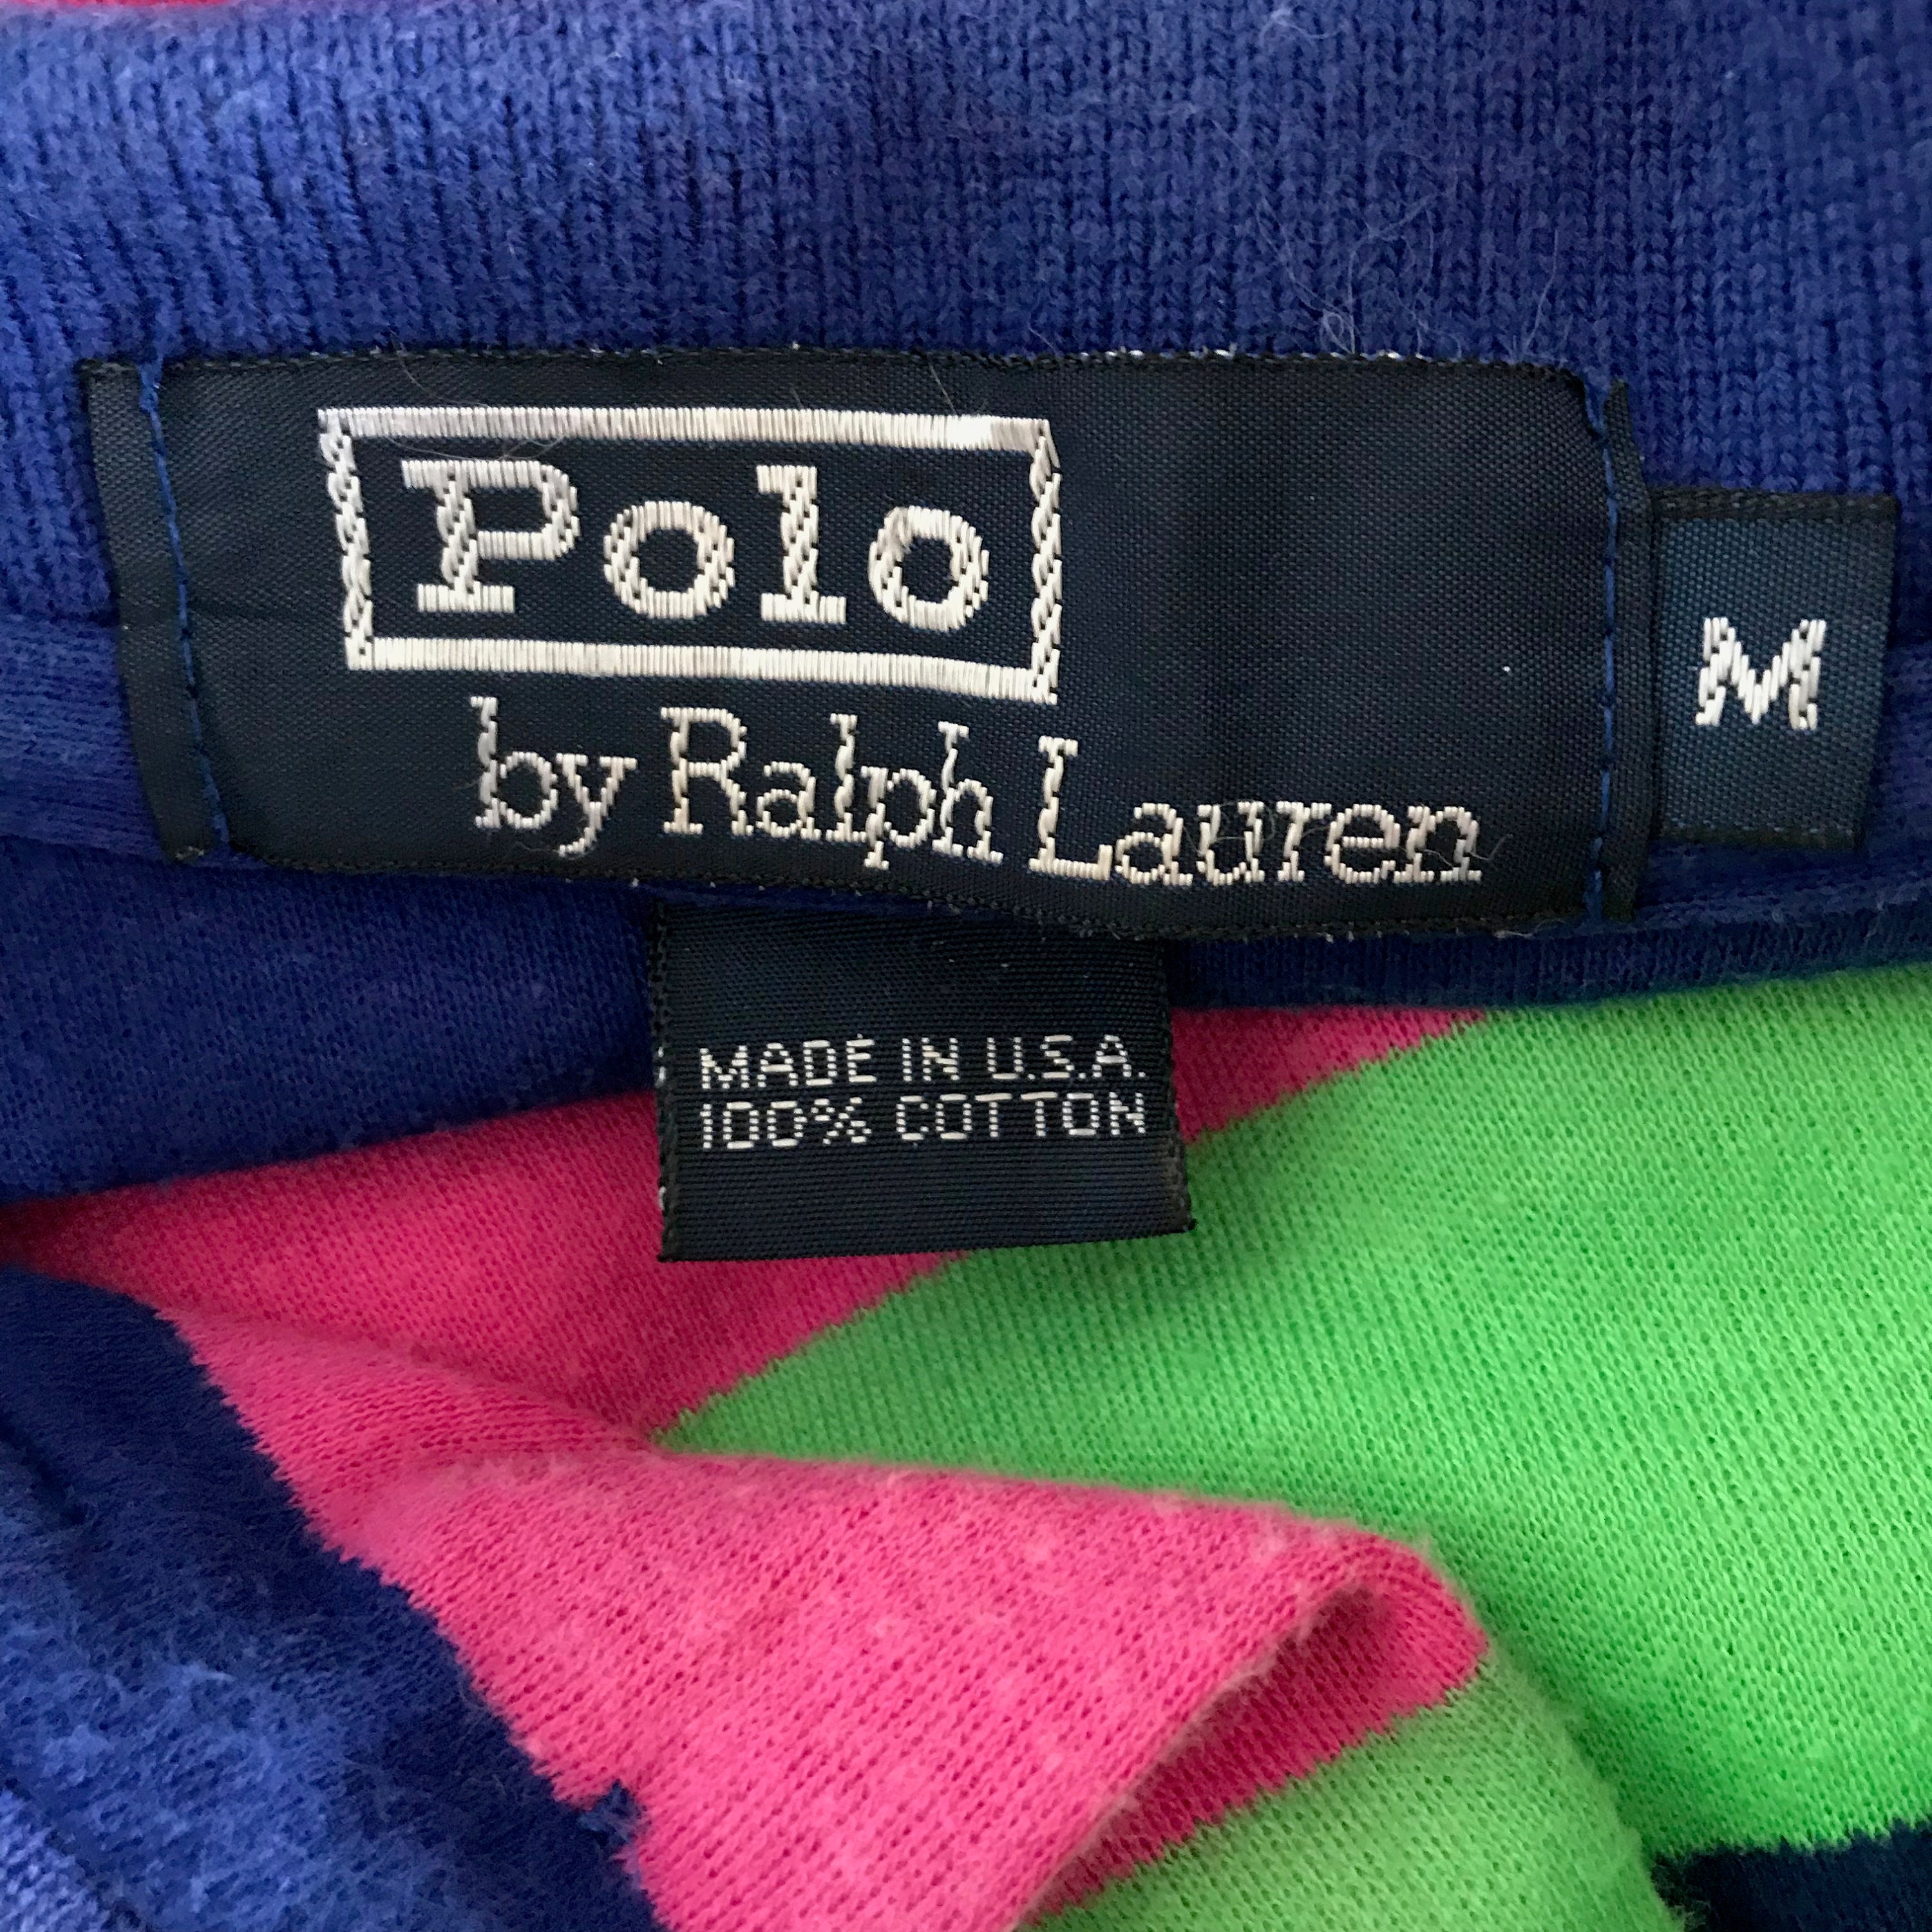 Polo
by Ralph Lauren
M
MADE IN U.S.A.
100% COTTON